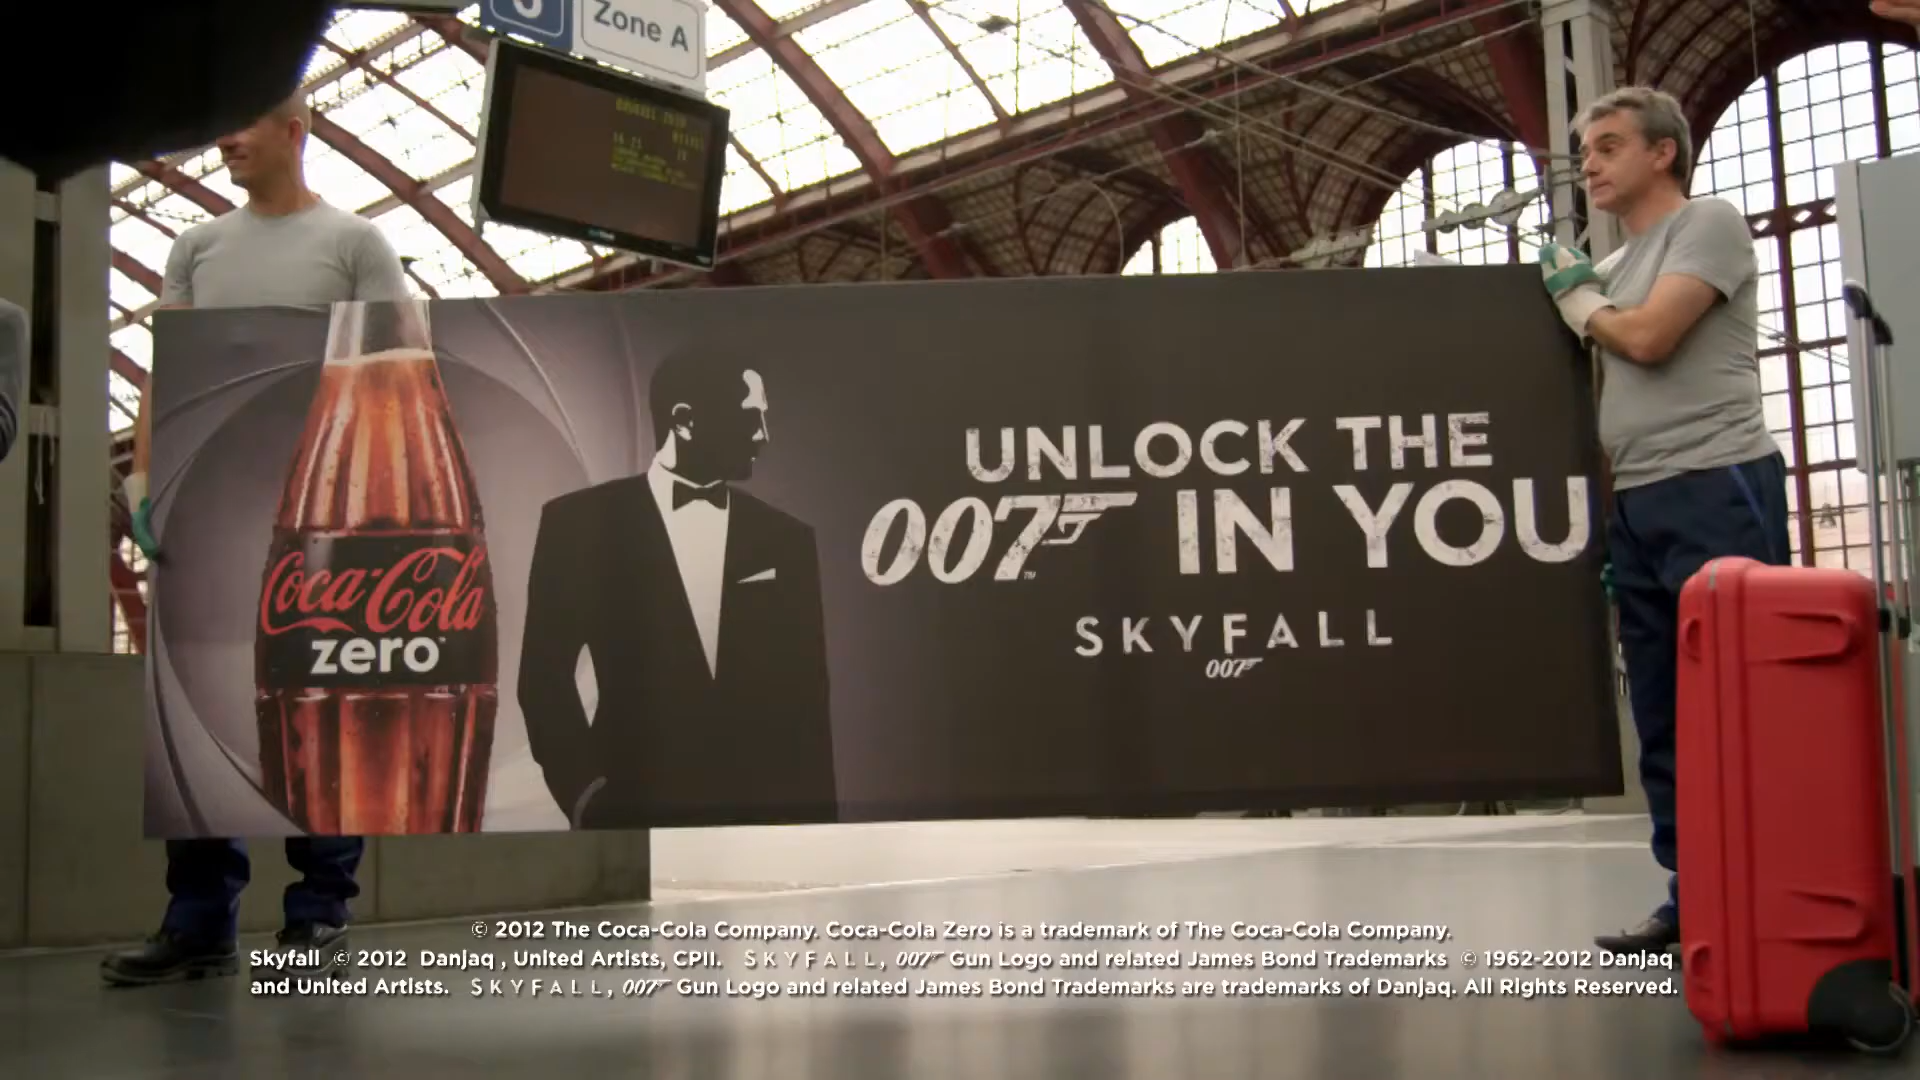 3
Zone A
16:25
UNLOCK THE
007 IN YOU
Coca-Cola
zero
SKYFALL
007
© 2012 The Coca-Cola Company. Coca-Cola Zero is a trademark of The Coca-Cola Company.
Skyfall © 2012 Danjaq , United Artists, CPII. SKYFALL, 007 Gun Logo and related James Bond Trademarks © 1962-2012 Danjaq
and United Artists. SKYFALL, 007 Gun Logo and related James Bond Trademarks are trademarks of Danjaq. All Rights Reserved.